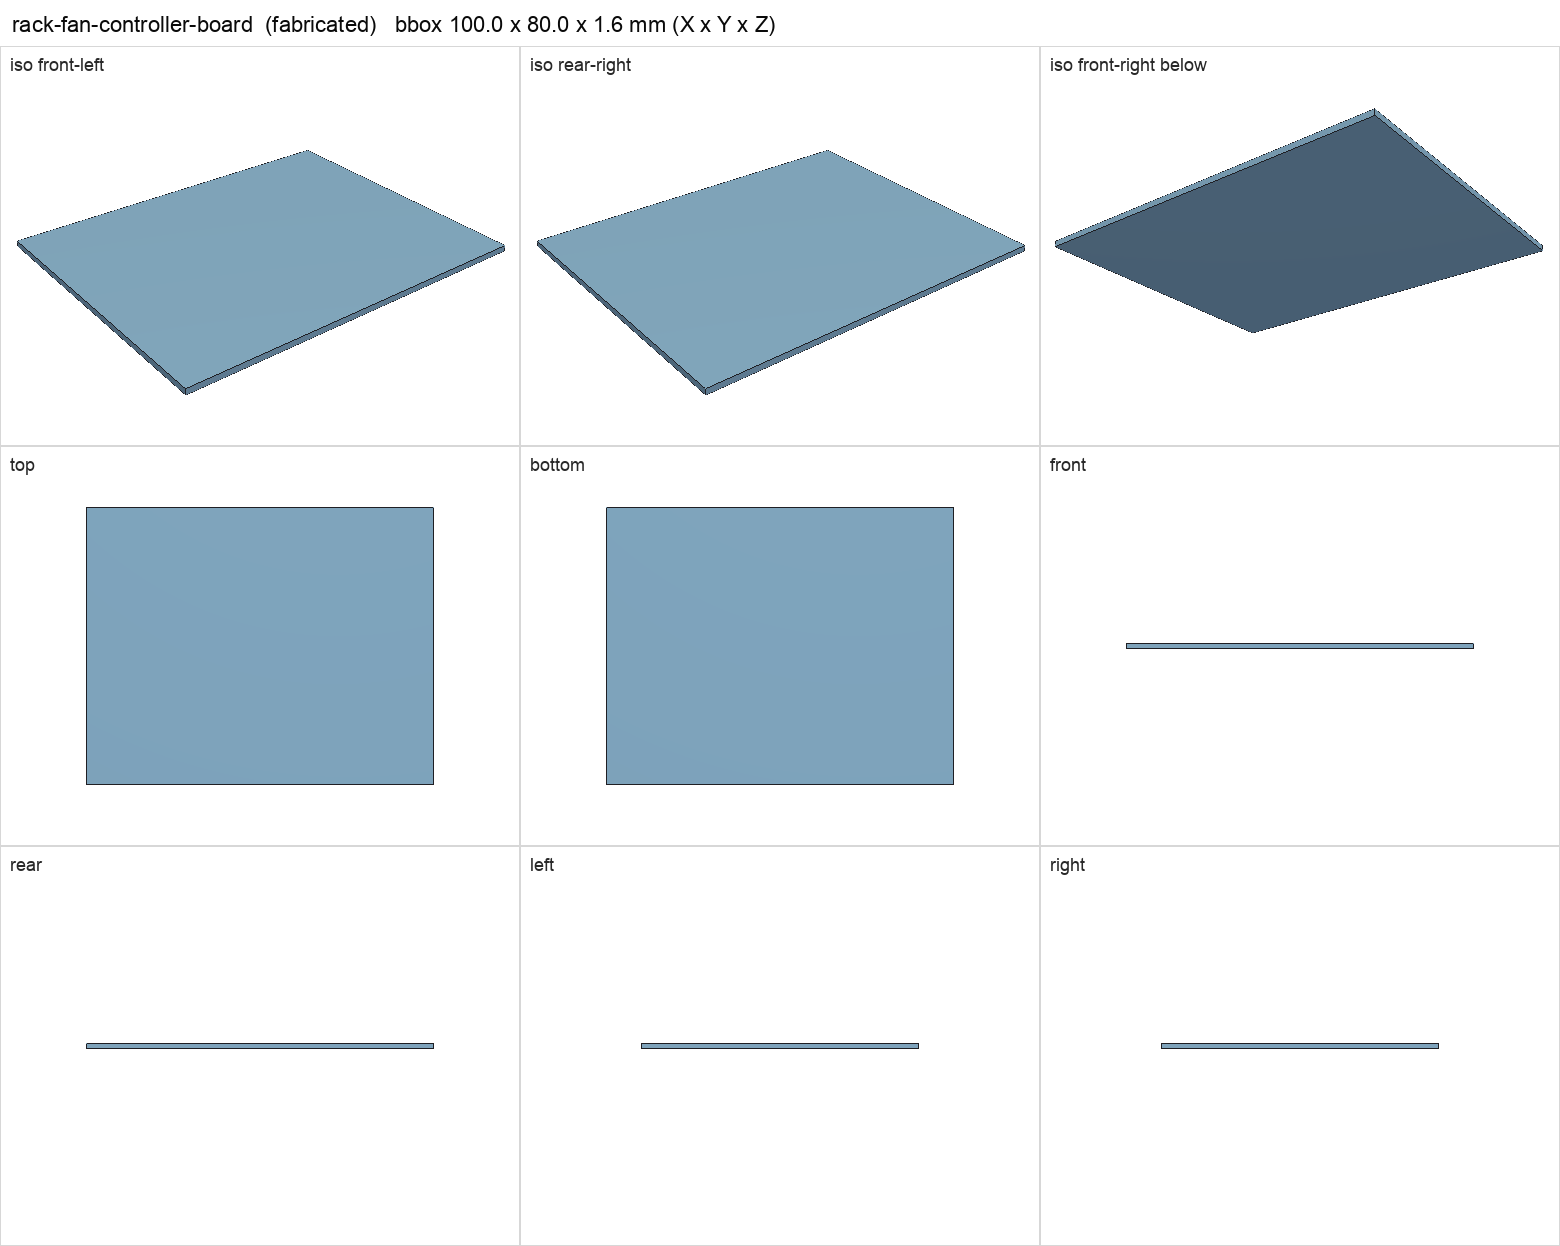 rack-fan-controller-board (fabricated) bbox 100.0 x 80.0 x 1.6 mm (X x Y x Z)
iso front-left
iso rear-right
iso front-right below
top
bottom
front
rear
left
right